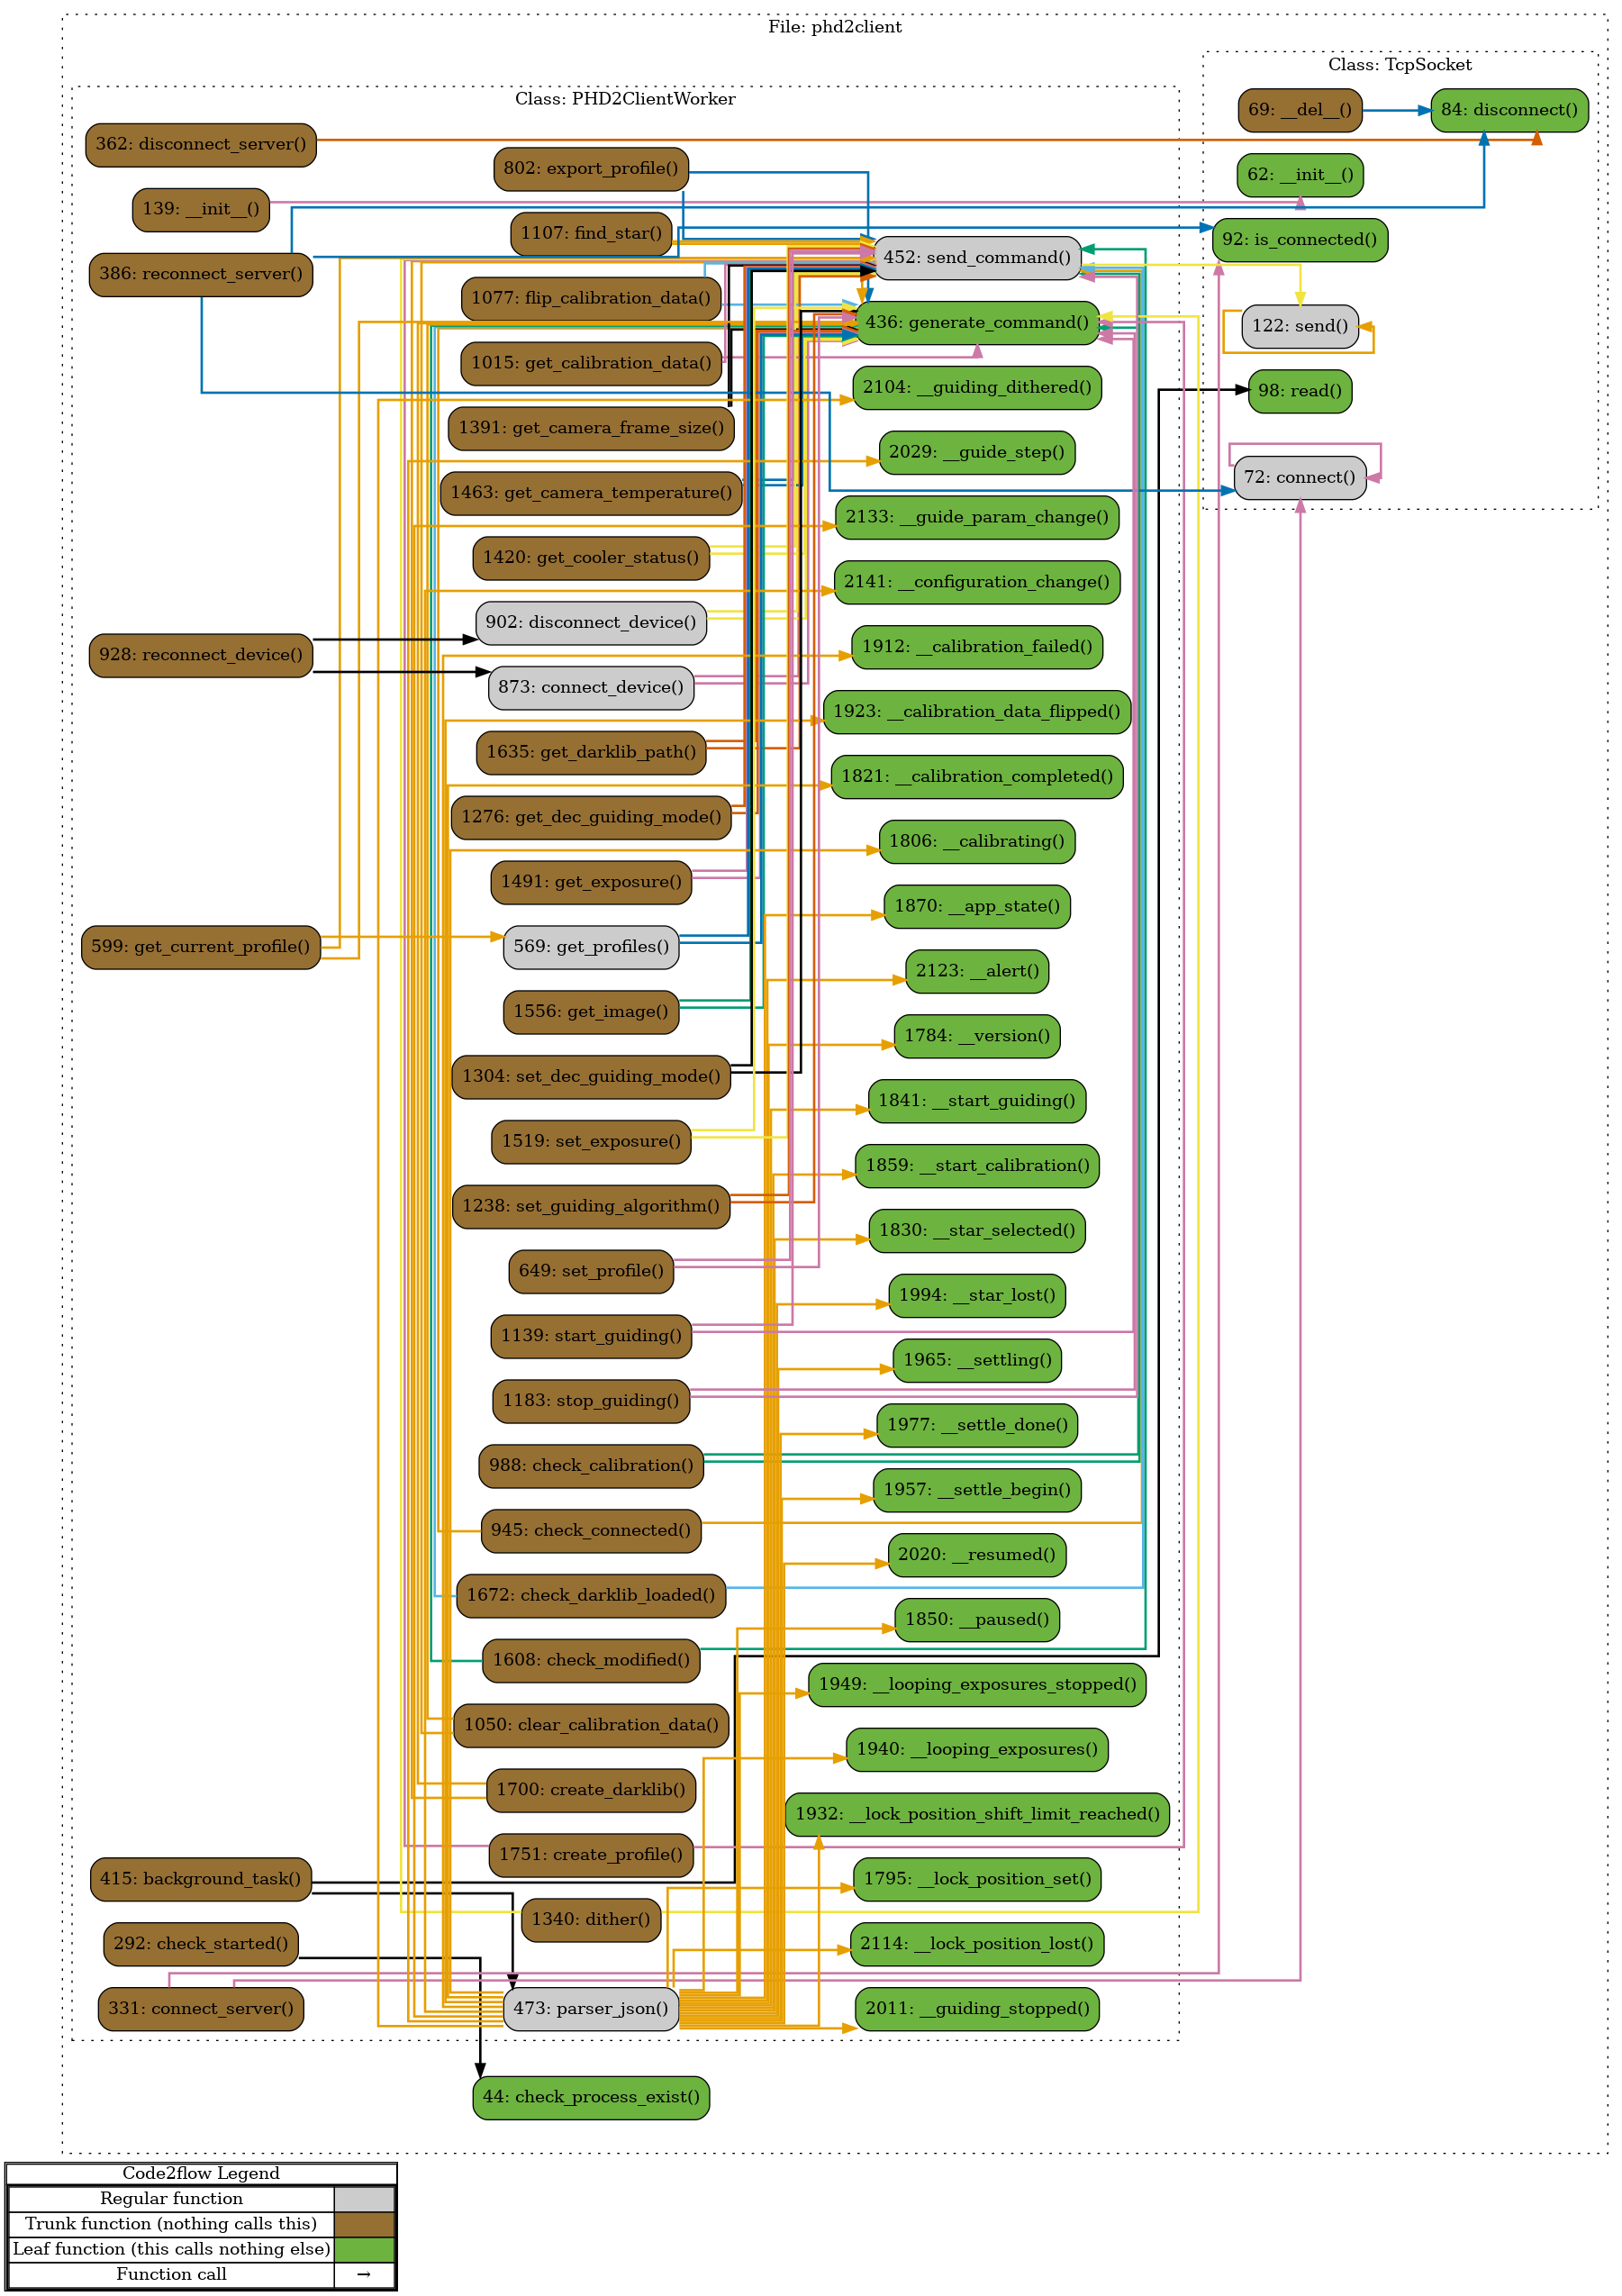 File: phd2client
Class: TcpSocket
Class: PHD2ClientWorker
69: __del__()
84: disconnect()
362: disconnect_server()
802: export_profile()
62: __init__()
139: __init__()
1107: find_star()
92: is_connected()
452: send_command()
386: reconnect_server()
1077: flip_calibration_data()
436: generate_command()
122: send()
1015: get_calibration_data()
2104: __guiding_dithered()
98: read()
1391: get_camera_frame_size()
2029: __guide_step()
72: connect()
1463: get_camera_temperature()
2133: __guide_param_change()
1420: get_cooler_status()
2141: __configuration_change()
902: disconnect_device()
1912: __calibration_failed()
928: reconnect_device()
873: connect_device()
1923: __calibration_data_flipped()
1635: get_darklib_path()
1821: __calibration_completed()
1276: get_dec_guiding_mode()
1806: __calibrating()
1491: get_exposure()
1870: __app_state()
599: get_current_profile()
569: get_profiles()
2123: __alert()
1556: get_image()
1784: __version()
1304: set_dec_guiding_mode()
1841: __start_guiding()
1519: set_exposure()
1859: __start_calibration()
1238: set_guiding_algorithm()
1830: __star_selected()
649: set_profile()
1994: __star_lost()
1139: start_guiding()
1965: __settling()
1183: stop_guiding()
1977: __settle_done()
988: check_calibration()
1957: __settle_begin()
945: check_connected()
2020: __resumed()
1672: check_darklib_loaded()
1850: __paused()
1608: check_modified()
1949: __looping_exposures_stopped()
1050: clear_calibration_data()
1940: __looping_exposures()
1700: create_darklib()
1932: __lock_position_shift_limit_reached()
1751: create_profile()
415: background_task()
1795: __lock_position_set()
1340: dither()
292: check_started()
2114: __lock_position_lost()
331: connect_server()
473: parser_json()
2011: __guiding_stopped()
44: check_process_exist()
Code2flow Legend
Regular function
Trunk function (nothing calls this)
Leaf function (this calls nothing else)
Function call →